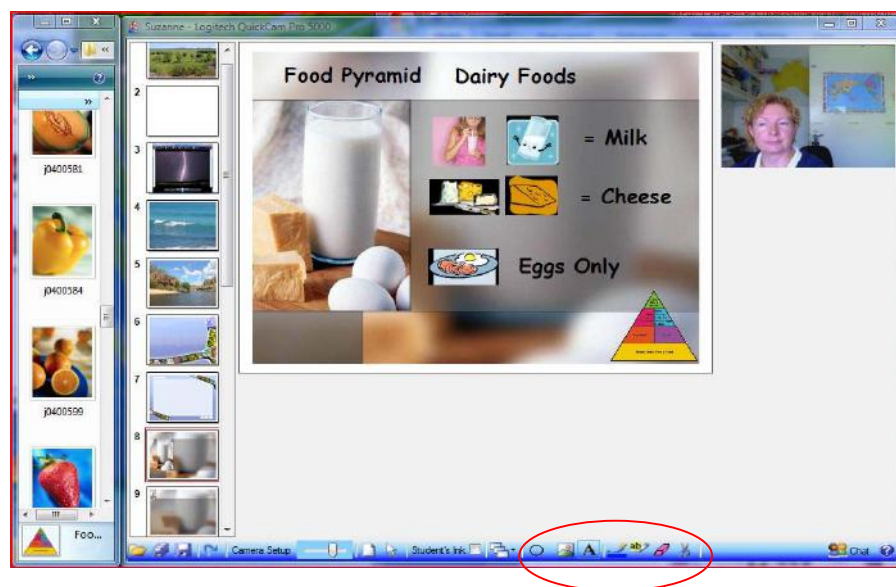 Suzanne - Logitech QuickCam Pro 5000
«
»
»
j0400581
j0400584
j0400599
Foo...
2
3
4
5
6
7
8
9
Food Pyramid Dairy Foods
= Milk
= Cheese
Eggs Only
Camera Setup
Student's Ink
A
ab
Chat